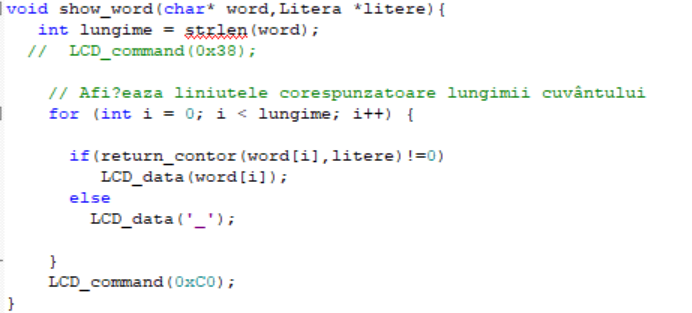 void show_word(char* word,Litera *litere){
int lungime = strlen(word);
// LCD_command(0x38);
// Afi?eaza liniutele corespunzatoare lungimii cuvântului
for (int i = 0; i < lungime; i++) {
if(return_contor(word[i],litere)!=0)
LCD_data(word[i]);
else
LCD_data('_');
}
LCD_command(0xC0);
}